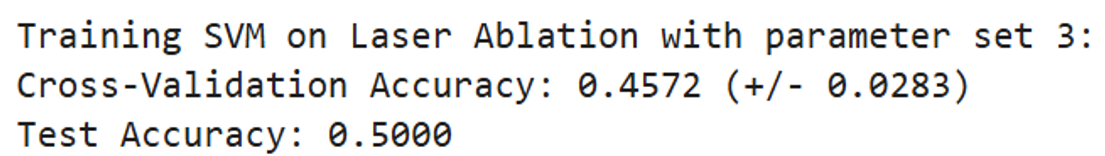 Training SVM on Laser Ablation with parameter set 3:
Cross-Validation Accuracy: 0.4572 (+/- 0.0283)
Test Accuracy: 0.5000